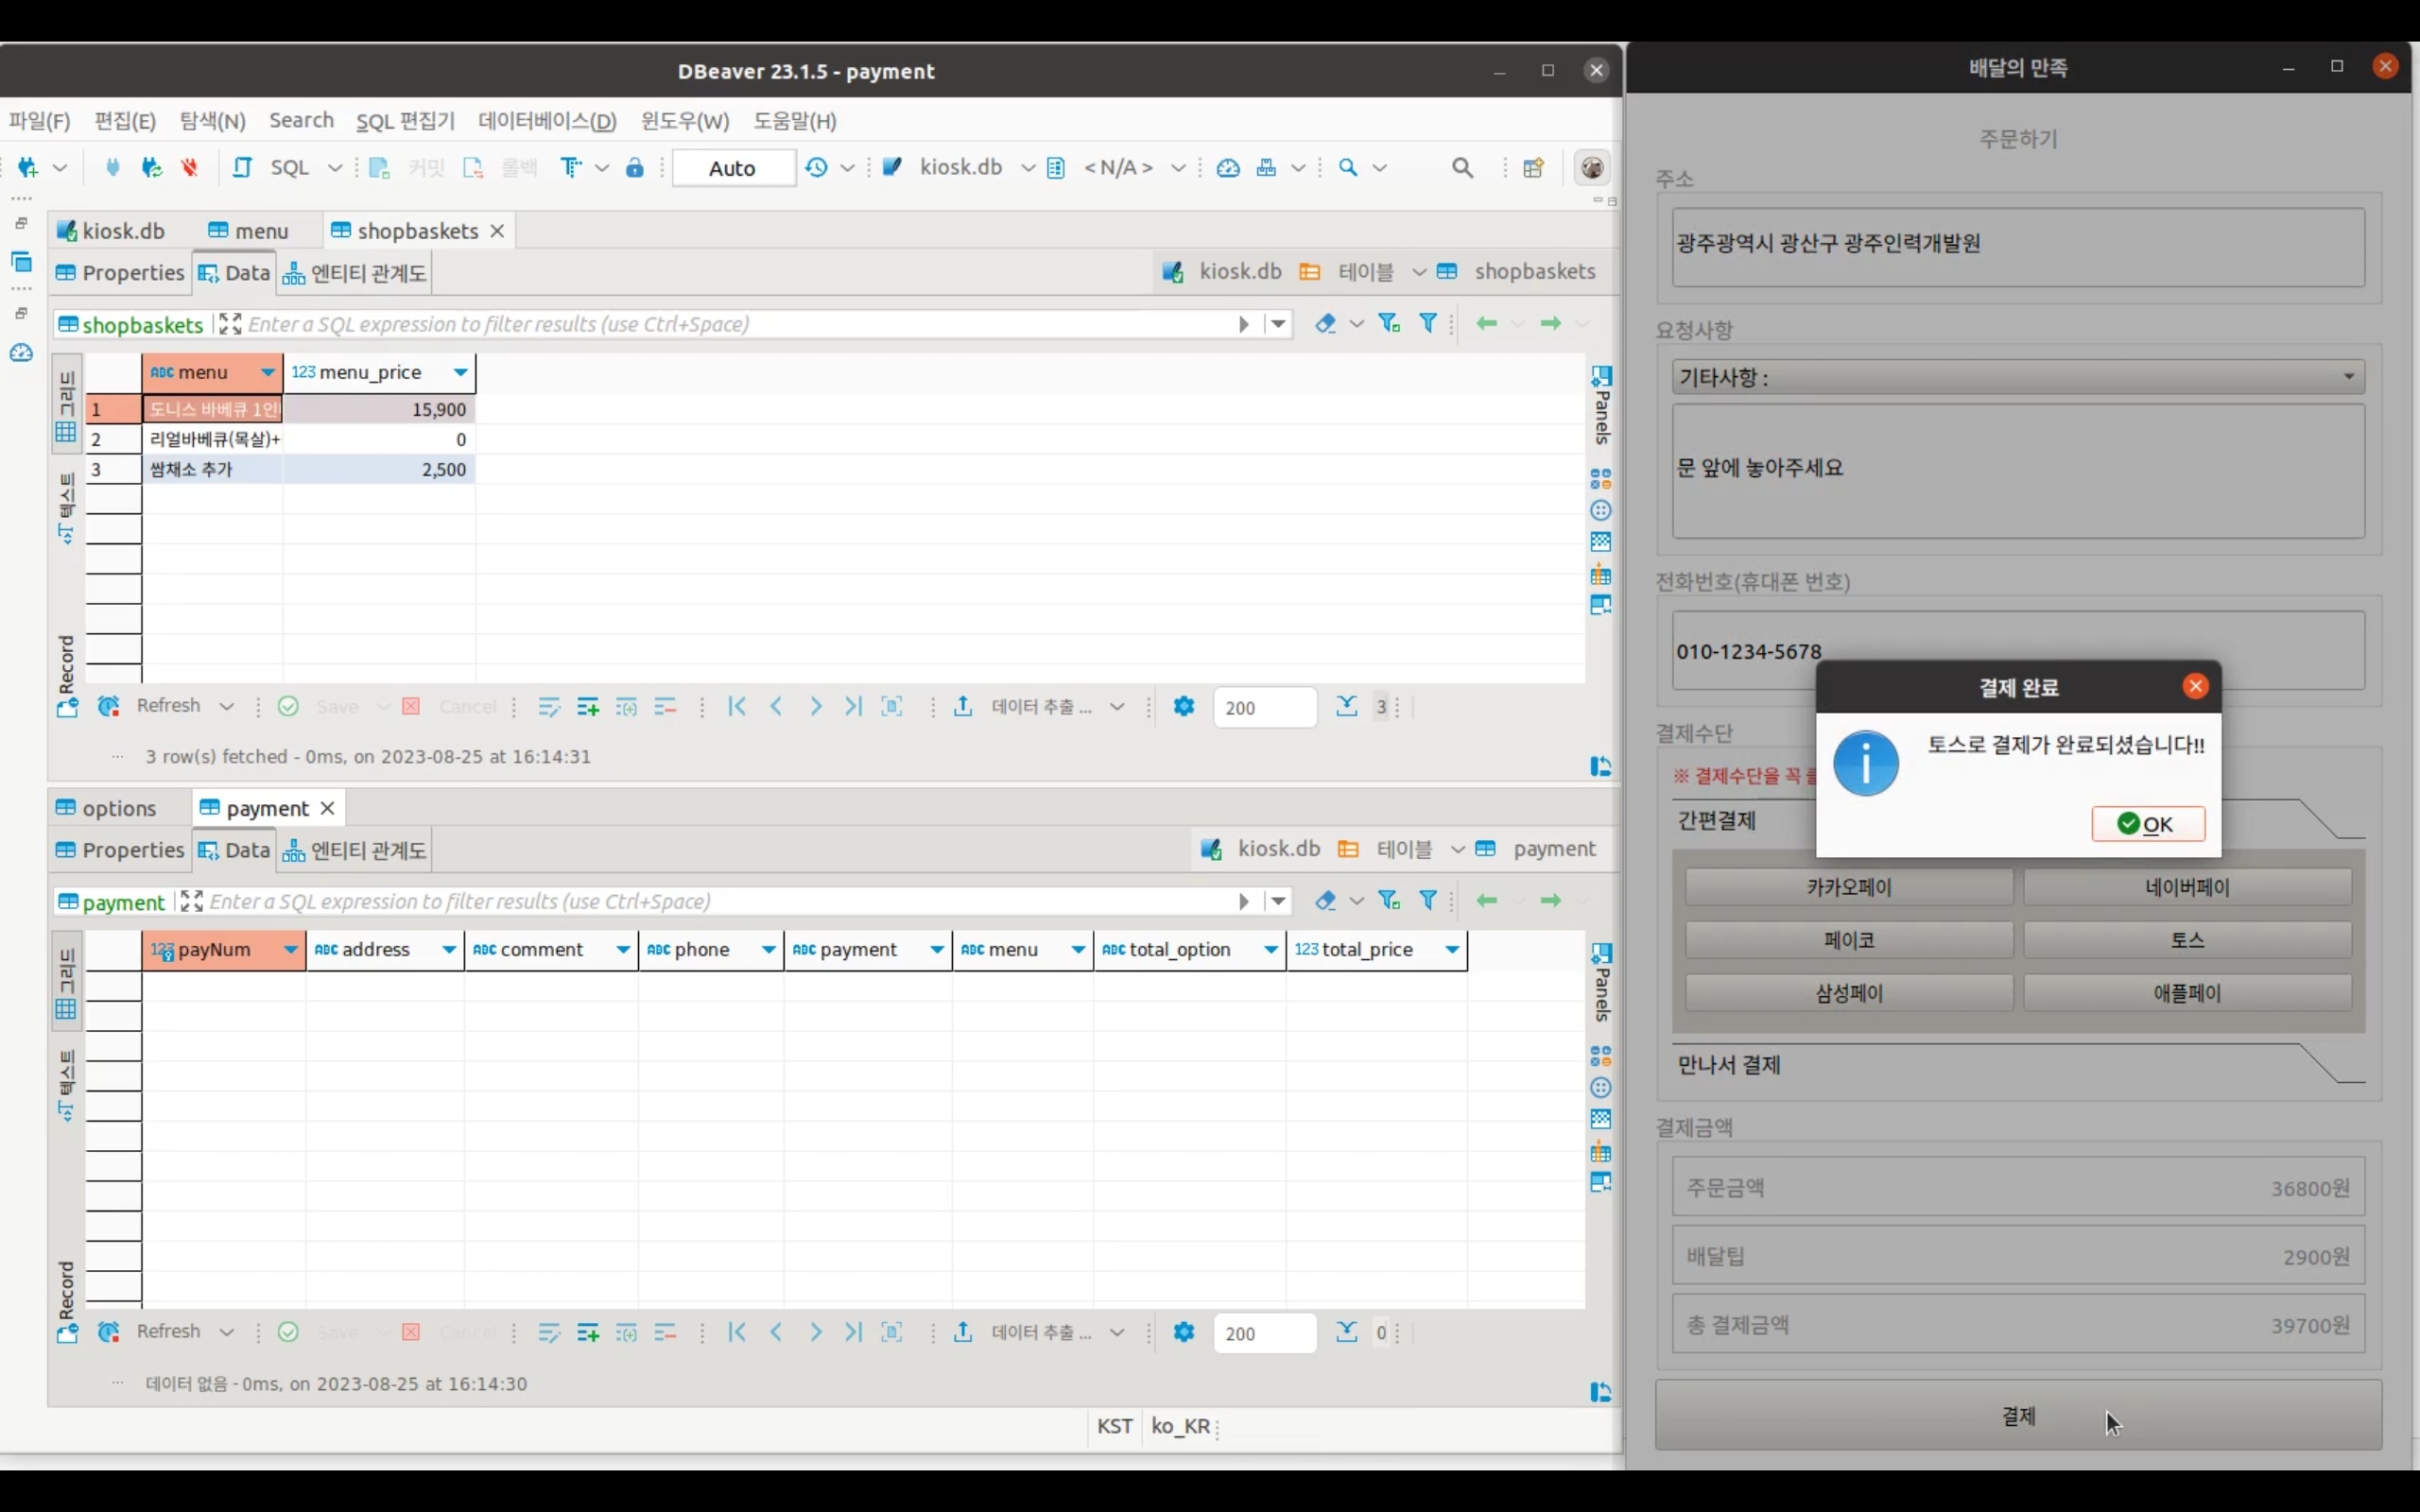 DBeaver 23.1.5 - payment
파일(F) 편집(E) 탐색(N) Search SQL 편집기 데이터베이스(D) 윈도우(W) 도움말(H)
SQL 커밋 롤백 Auto kiosk.db <N/A>
kiosk.db menu shopbaskets
Properties Data 엔티티 관계도 kiosk.db 테이블 shopbaskets
shopbaskets Enter a SQL expression to filter results (use Ctrl+Space)
그리드
텍스트
Record
Panels
ABC menu 123 menu_price
1 도니스 바베큐 1인 15,900
2 리얼바베큐(목살)+ 0
3 쌈채소 추가 2,500
Refresh Save Cancel 데이터 추출 ... 200 3
... 3 row(s) fetched - 0ms, on 2023-08-25 at 16:14:31
options payment
Properties Data 엔티티 관계도 kiosk.db 테이블 payment
payment Enter a SQL expression to filter results (use Ctrl+Space)
그리드
텍스트
Record
Panels
123 payNum ABC address ABC comment ABC phone ABC payment ABC menu ABC total_option 123 total_price
Refresh Save Cancel 데이터 추출 ... 200 0
... 데이터 없음 - 0ms, on 2023-08-25 at 16:14:30
KST ko_KR
배달의 만족
주문하기
주소
광주광역시 광산구 광주인력개발원
요청사항
기타사항 :
문 앞에 놓아주세요
전화번호(휴대폰 번호)
010-1234-5678
결제수단
※ 결제수단을 꼭
결제 완료
토스로 결제가 완료되셨습니다!!
OK
간편결제
카카오페이 네이버페이
페이코 토스
삼성페이 애플페이
만나서 결제
결제금액
주문금액 36800원
배달팁 2900원
총 결제금액 39700원
결제